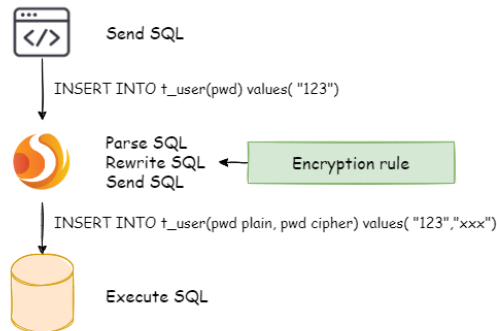 </>
Send SQL
INSERT INTO t_user(pwd) values( "123")
Parse SQL
Rewrite SQL
Send SQL
Encryption rule
INSERT INTO t_user(pwd plain, pwd cipher) values( "123","xxx")
Execute SQL